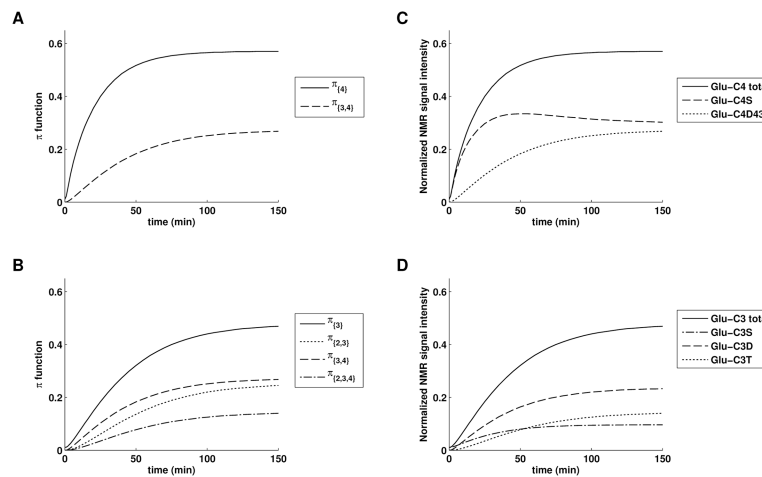 A
π function
0.6
0.4
0.2
0
0
50
100
150
time (min)
π{4}
π{3,4}
C
Normalized NMR signal intensity
0.6
0.4
0.2
0
0
50
100
150
time (min)
Glu−C4 tota
Glu−C4S
Glu−C4D43
B
π function
0.6
0.4
0.2
0
0
50
100
150
time (min)
π{3}
π{2,3}
π{3,4}
π{2,3,4}
D
Normalized NMR signal intensity
0.6
0.4
0.2
0
0
50
100
150
time (min)
Glu−C3 tota
Glu−C3S
Glu−C3D
Glu−C3T